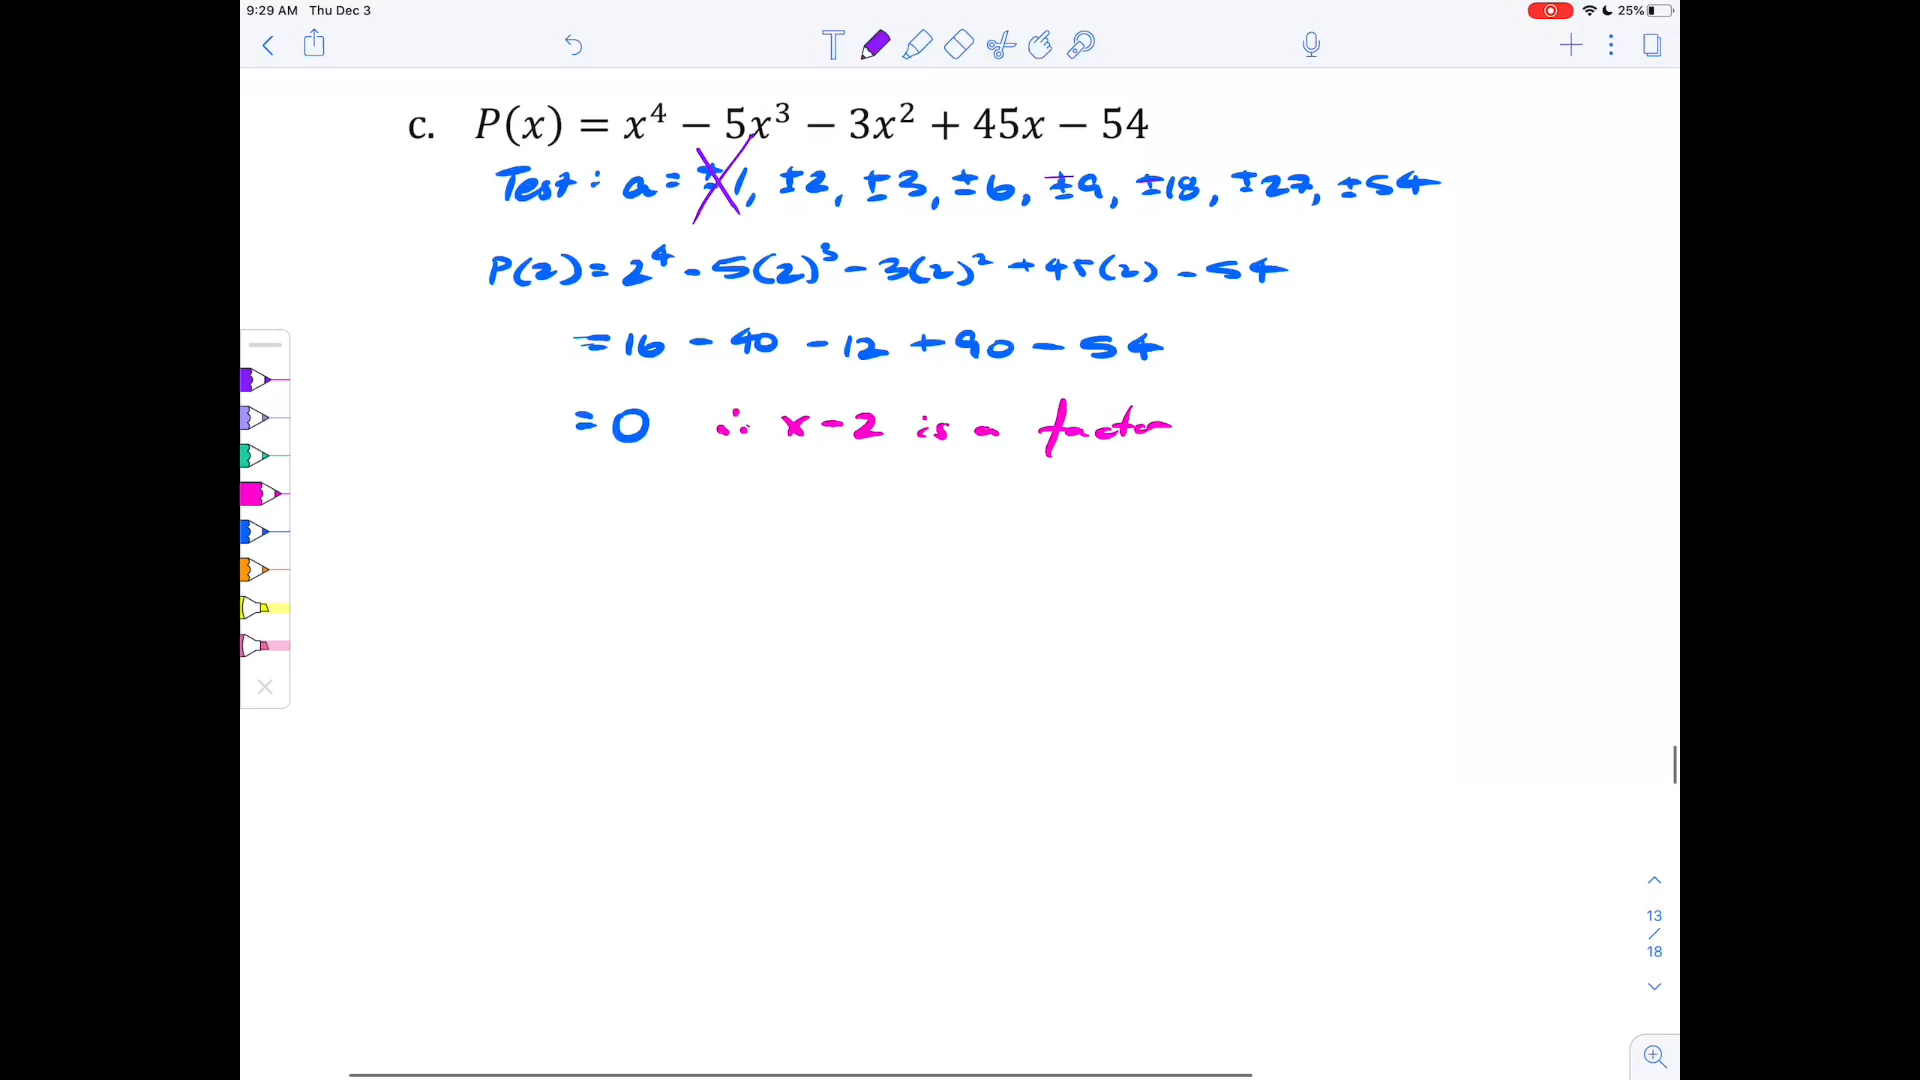 9:29 AM Thu Dec 3
25%
T
c. P(x) = x⁴ − 5x³ − 3x² + 45x − 54
Test : a = ±1, ±2, ±3, ±6, ±9, ±18, ±27, ±54
P(2) = 2⁴ - 5(2)³ - 3(2)² + 45(2) - 54
= 16 - 40 - 12 + 90 - 54
= 0 ∴ x - 2 is a factor
13
/
18